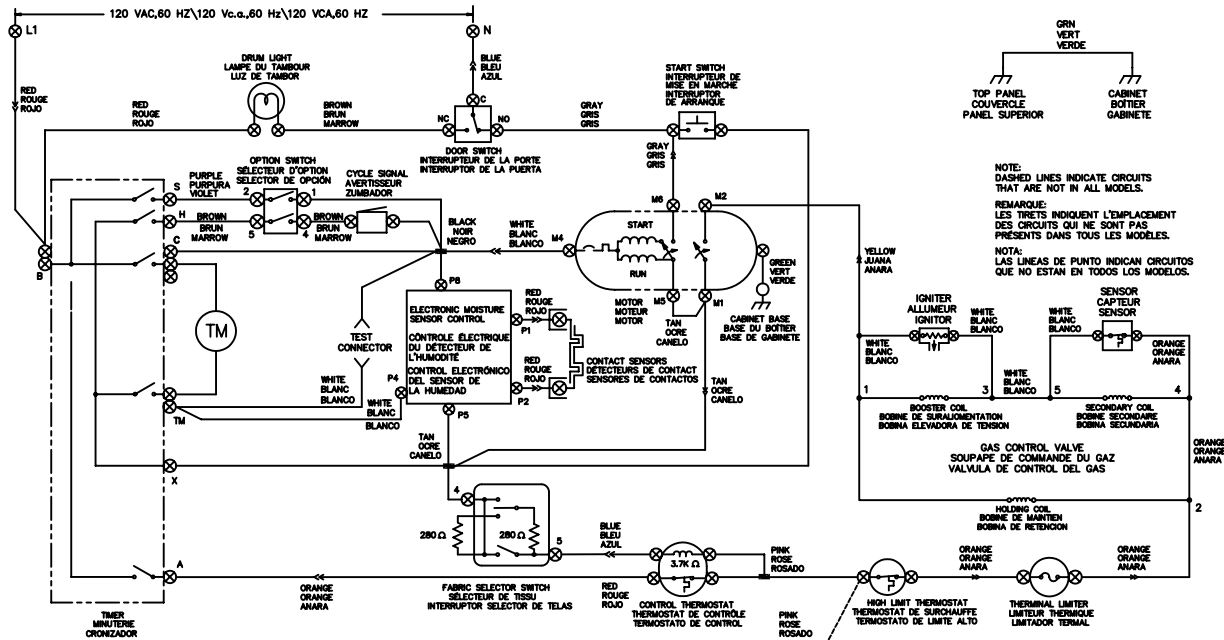 120 VAC,60 HZ\120 Vc.a.,60 Hz\120 VCA,60 HZ
L1
N
GRN
VERT
VERDE
TOP PANEL
COUVERCLE
PANEL SUPERIOR
CABINET
BOÎTIER
GABINETE
RED
ROUGE
ROJO
DRUM LIGHT
LAMPE DU TAMBOUR
LUZ DE TAMBOR
BLUE
BLEU
AZUL
START SWITCH
INTERRUPTEUR DE
MISE EN MARCHE
INTERRUPTOR
DE ARRANQUE
RED
ROUGE
ROJO
BROWN
BRUN
MARROW
C
NC
NO
GRAY
GRIS
GRIS
DOOR SWITCH
INTERRUPTEUR DE LA PORTE
INTERRUPTOR DE LA PUERTA
GRAY
GRIS
GRIS
NOTE:
DASHED LINES INDICATE CIRCUITS
THAT ARE NOT IN ALL MODELS.
REMARQUE:
LES TIRETS INDIQUENT L'EMPLACEMENT
DES CIRCUITS QUI NE SONT PAS
PRÉSENTS DANS TOUS LES MODÈLES.
NOTA:
LAS LINEAS DE PUNTO INDICAN CIRCUITOS
QUE NO ESTAN EN TODOS LOS MODELOS.
OPTION SWITCH
SÉLECTEUR D'OPTION
SELECTOR DE OPCIÓN
CYCLE SIGNAL
AVERTISSEUR
ZUMBADOR
S
PURPLE
PURPURA
VIOLET
2
1
H
BROWN
BRUN
MARROW
5
4
BROWN
BRUN
MARROW
BLACK
NOIR
NEGRO
WHITE
BLANC
BLANCO
M4
M6
M2
START
RUN
M5
M1
C
B
GREEN
VERT
VERDE
YELLOW
JUANA
ANARA
MOTOR
MOTEUR
MOTOR
TAN
OCRE
CANELO
CABINET BASE
BASE DU BOÎTIER
BASE DE GABINETE
P6
TM
TEST
CONNECTOR
ELECTRONIC MOISTURE
SENSOR CONTROL
CONTRÔLE ÉLECTRIQUE
DU DÉTECTEUR DE
L'HUMODITÉ
CONTROL ELECTRÓNICO
DEL SENSOR DE
LA HUMEDAD
RED
ROUGE
ROJO
P1
CONTACT SENSORS
DÉTECTEURS DE CONTACT
SENSORES DE CONTACTOS
RED
ROUGE
ROJO
P2
P4
P5
WHITE
BLANC
BLANCO
WHITE
BLANC
BLANCO
TM
TAN
OCRE
CANELO
IGNITER
ALLUMEUR
IGNITOR
WHITE
BLANC
BLANCO
WHITE
BLANC
BLANCO
SENSOR
CAPTEUR
SENSOR
ORANGE
ORANGE
ANARA
WHITE
BLANC
BLANCO
1
3
5
4
BOOSTER COIL
BOBINE DE SURALIOMENTATION
BOBINA ELEVADORA DE TENSION
SECONDARY COIL
BOBINE SECONDAIRE
BOBINA SECUNDARIA
GAS CONTROL VALVE
SOUPAPE DE COMMANDE DU GAZ
VALVULA DE CONTROL DEL GAS
ORANGE
ORANGE
ANARA
TAN
OCRE
CANELO
X
HOLDING COIL
BOBINE DE MAINTIEN
BOBINA DE RETENCION
2
4
280 Ω
280 Ω
5
BLUE
BLEU
AZUL
3.7K Ω
PINK
ROSE
ROSADO
ORANGE
ORANGE
ANARA
ORANGE
ORANGE
ANARA
A
ORANGE
ORANGE
ANARA
FABRIC SELECTOR SWITCH
SÉLECTEUR DE TISSU
INTERRUPTOR SELECTOR DE TELAS
RED
ROUGE
ROJO
CONTROL THERMOSTAT
THERMOSTAT DE CONTRÔLE
TERMOSTATO DE CONTROL
PINK
ROSE
ROSADO
HIGH LIMIT THERMOSTAT
THERMOSTAT DE SURCHAUFFE
TERMOSTATO DE LIMITE ALTO
THERMINAL LIMITER
LIMITEUR THERMIQUE
LIMITADOR TERMAL
TIMER
MINUTERIE
CRONIZADOR